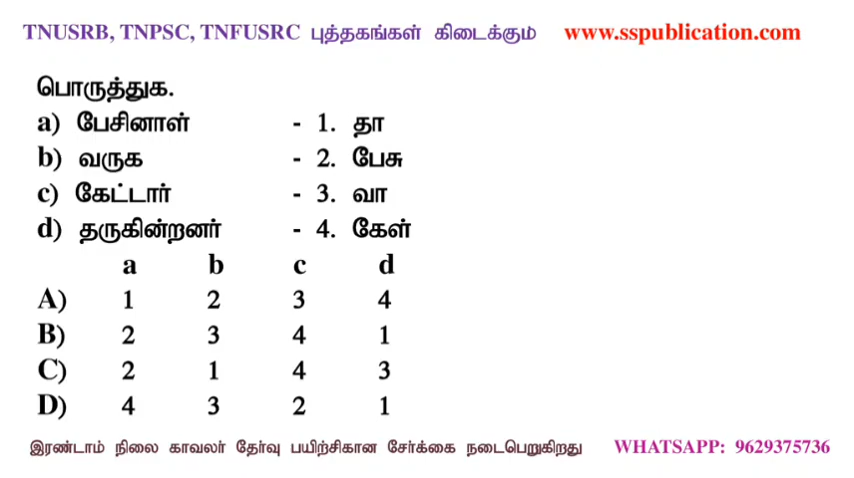 TNUSRB, TNPSC, TNFUSRC புத்தகங்கள் கிடைக்கும் www.sspublication.com
பொருத்துக.
a) பேசினாள் - 1. தா
b) வருக - 2. பேசு
c) கேட்டார் - 3. வா
d) தருகின்றனர் - 4. கேள்
a b c d
A) 1 2 3 4
B) 2 3 4 1
C) 2 1 4 3
D) 4 3 2 1
இரண்டாம் நிலை காவலர் தேர்வு பயிற்சிகான சேர்க்கை நடைபெறுகிறது WHATSAPP: 9629375736